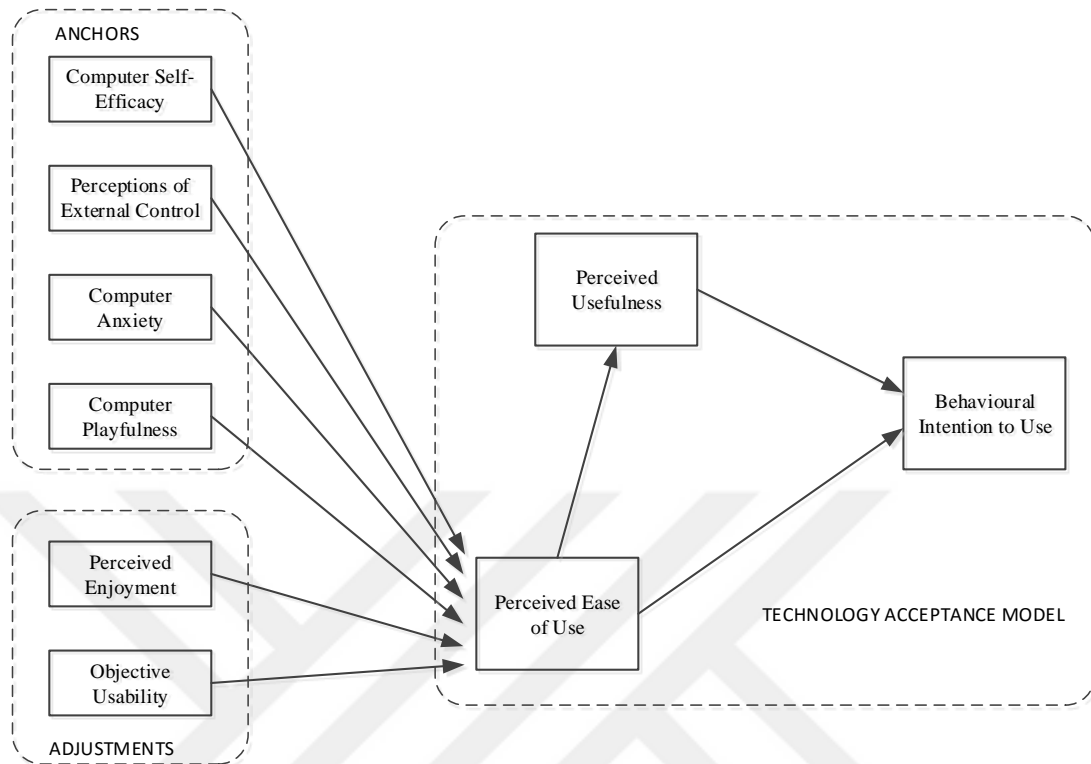 ANCHORS
Computer Self-
Efficacy
Perceptions of
External Control
Computer
Anxiety
Computer
Playfulness
Perceived
Enjoyment
Objective
Usability
ADJUSTMENTS
Perceived
Usefulness
Behavioural
Intention to Use
Perceived Ease
of Use
TECHNOLOGY ACCEPTANCE MODEL